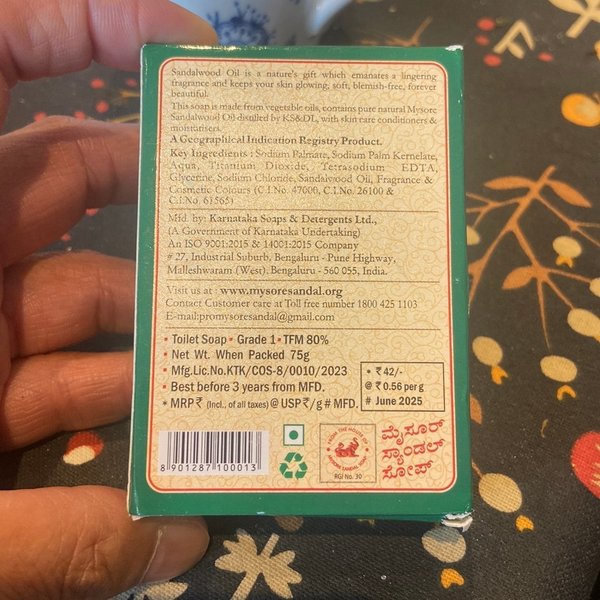 Sandalwood Oil is a nature's gift which emanates a lingering
fragrance and keeps your skin glowing, soft, blemish-free, forever
beautiful.
This soap is made from vegetable oils, contains pure natural Mysore
Sandalwood Oil distilled by KS&DL, with skin care conditioners &
moisturisers.
A Geographical Indication Registry Product.
Key Ingredients : Sodium Palmate, Sodium Palm Kernelate,
Aqua, Titanium Dioxide, Tetrasodium EDTA,
Glycerine, Sodium Chloride, Sandalwood Oil, Fragrance &
Cosmetic Colours (C.I.No. 47000, C.I.No. 26100 &
C.I.No. 61565)
Mfd. by: Karnataka Soaps & Detergents Ltd.,
(A Government of Karnataka Undertaking)
An ISO 9001:2015 & 14001:2015 Company
# 27, Industrial Suburb, Bengaluru - Pune Highway,
Malleshwaram (West). Bengaluru - 560 055, India.
Visit us at : www.mysoresandal.org
Contact Customer care at Toll free number 1800 425 1103
E-mail:promysoresandal@gmail.com
• Toilet Soap • Grade 1 • TFM 80%
• Net Wt. When Packed 75g
• Mfg.Lic.No.KTK/COS-8/0010/2023
• Best before 3 years from MFD.
* MRP ₹ (Incl., of all taxes) @ USP ₹/g # MFD.
• ₹ 42/-
@ ₹ 0.56 per g
# June 2025
8 901287 100013
FROM THE HOUSE OF
MYSORE SANDAL SOAP
RGI No. 30
ಮೈಸೂರ್
ಸ್ಯಾಂಡಲ್
ಸೋಪ್